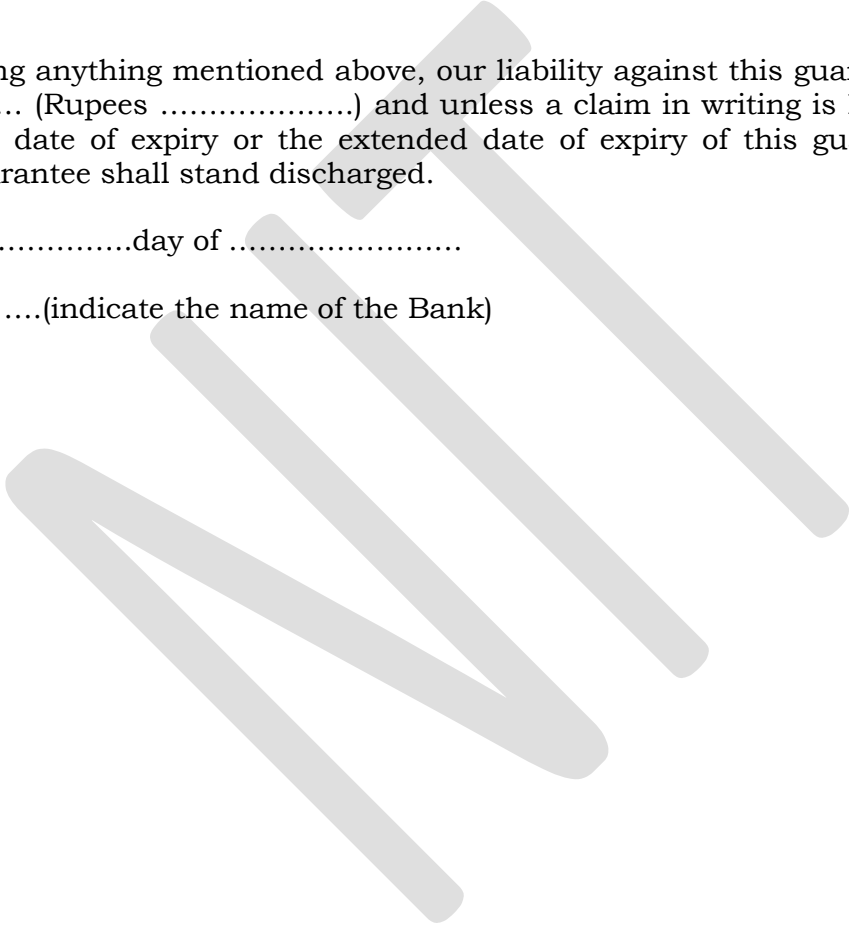 ng anything mentioned above, our liability against this guar
... (Rupees .....................) and unless a claim in writing is
date of expiry or the extended date of expiry of this gu
rantee shall stand discharged.
...............day of ........................
....(indicate the name of the Bank)
NIT